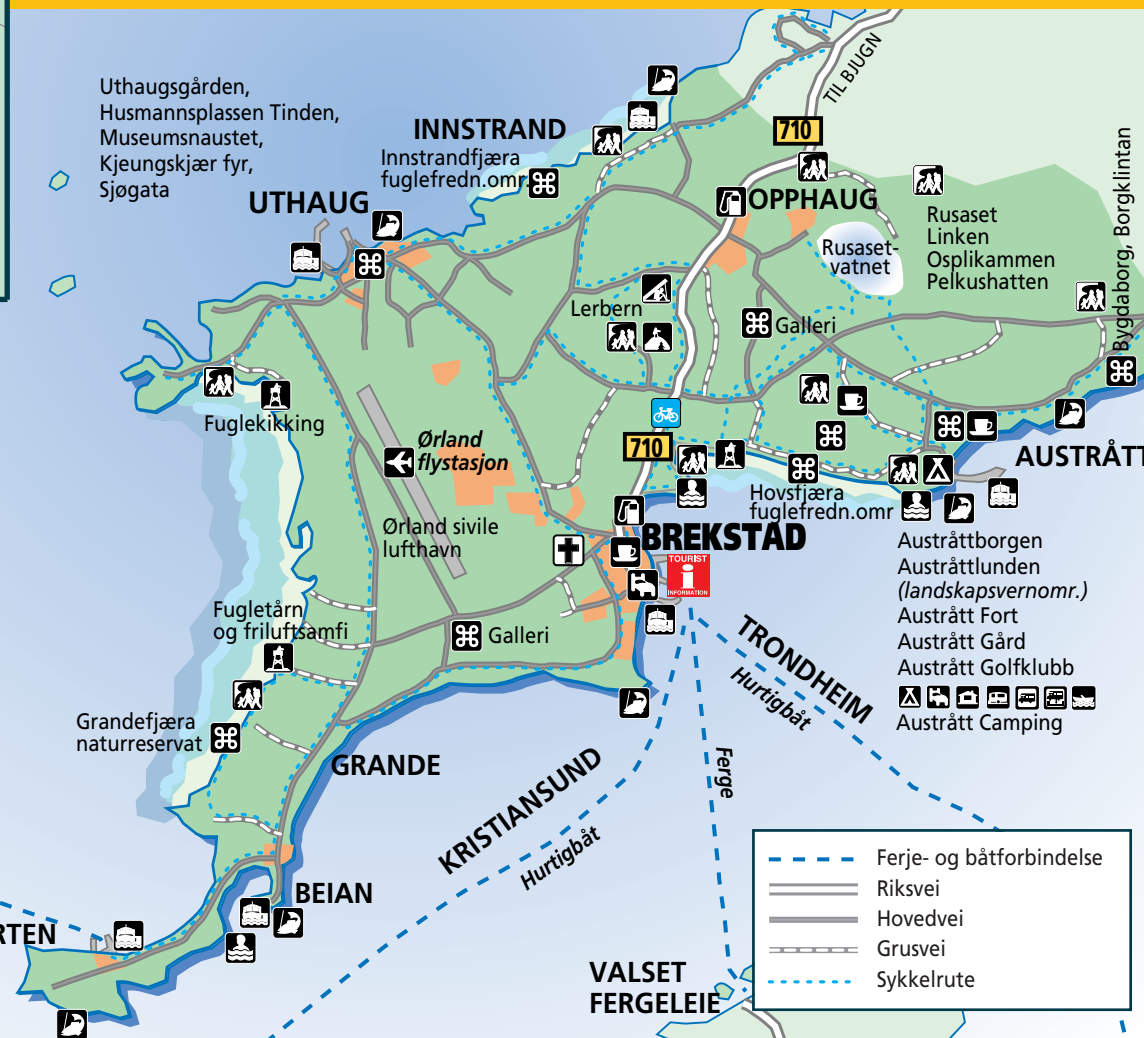 Uthaugsgården,
Husmannsplassen Tinden,
Museumsnaustet,
Kjeungskjær fyr,
Sjøgata
TIL BJUGN
710
INNSTRAND
Innstrandfjæra
fuglefredn.omr.
UTHAUG
OPPHAUG
Rusaset-
vatnet
Rusaset
Linken
Osplikammen
Pelkushatten
Bygdaborg, Borgklintan
Lerbern
Galleri
Fuglekikking
Ørland
flystasjon
710
AUSTRÅTT
Hovsfjæra
fuglefredn.omr
Ørland sivile
lufthavn
BREKSTAD
TOURIST
i
INFORMATION
Austråttborgen
Austråttlunden
(landskapsvernomr.)
Austrått Fort
Austrått Gård
Austrått Golfklubb
Austrått Camping
Fugletårn
og friluftsamfi
Galleri
TRONDHEIM
Hurtigbåt
Grandefjæra
naturreservat
GRANDE
KRISTIANSUND
Hurtigbåt
Ferge
BEIAN
RTEN
VALSET
FERGELEIE
Ferje- og båtforbindelse
Riksvei
Hovedvei
Grusvei
Sykkelrute